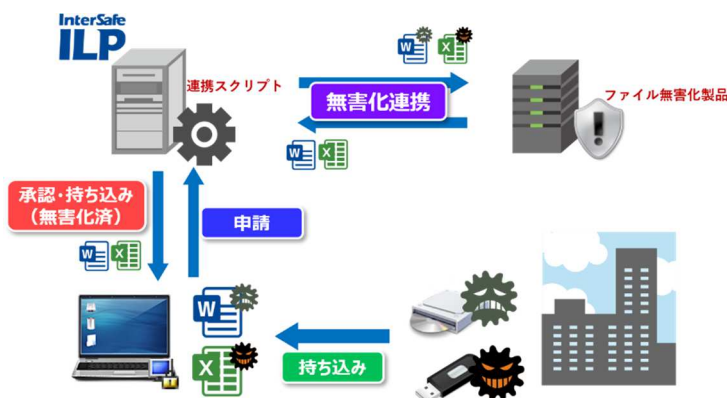 InterSafe
ILP
連携スクリプト
W X
無害化連携
ファイル無害化製品
W X
承認・持ち込み
（無害化済）
申請
W X
W
X
持ち込み